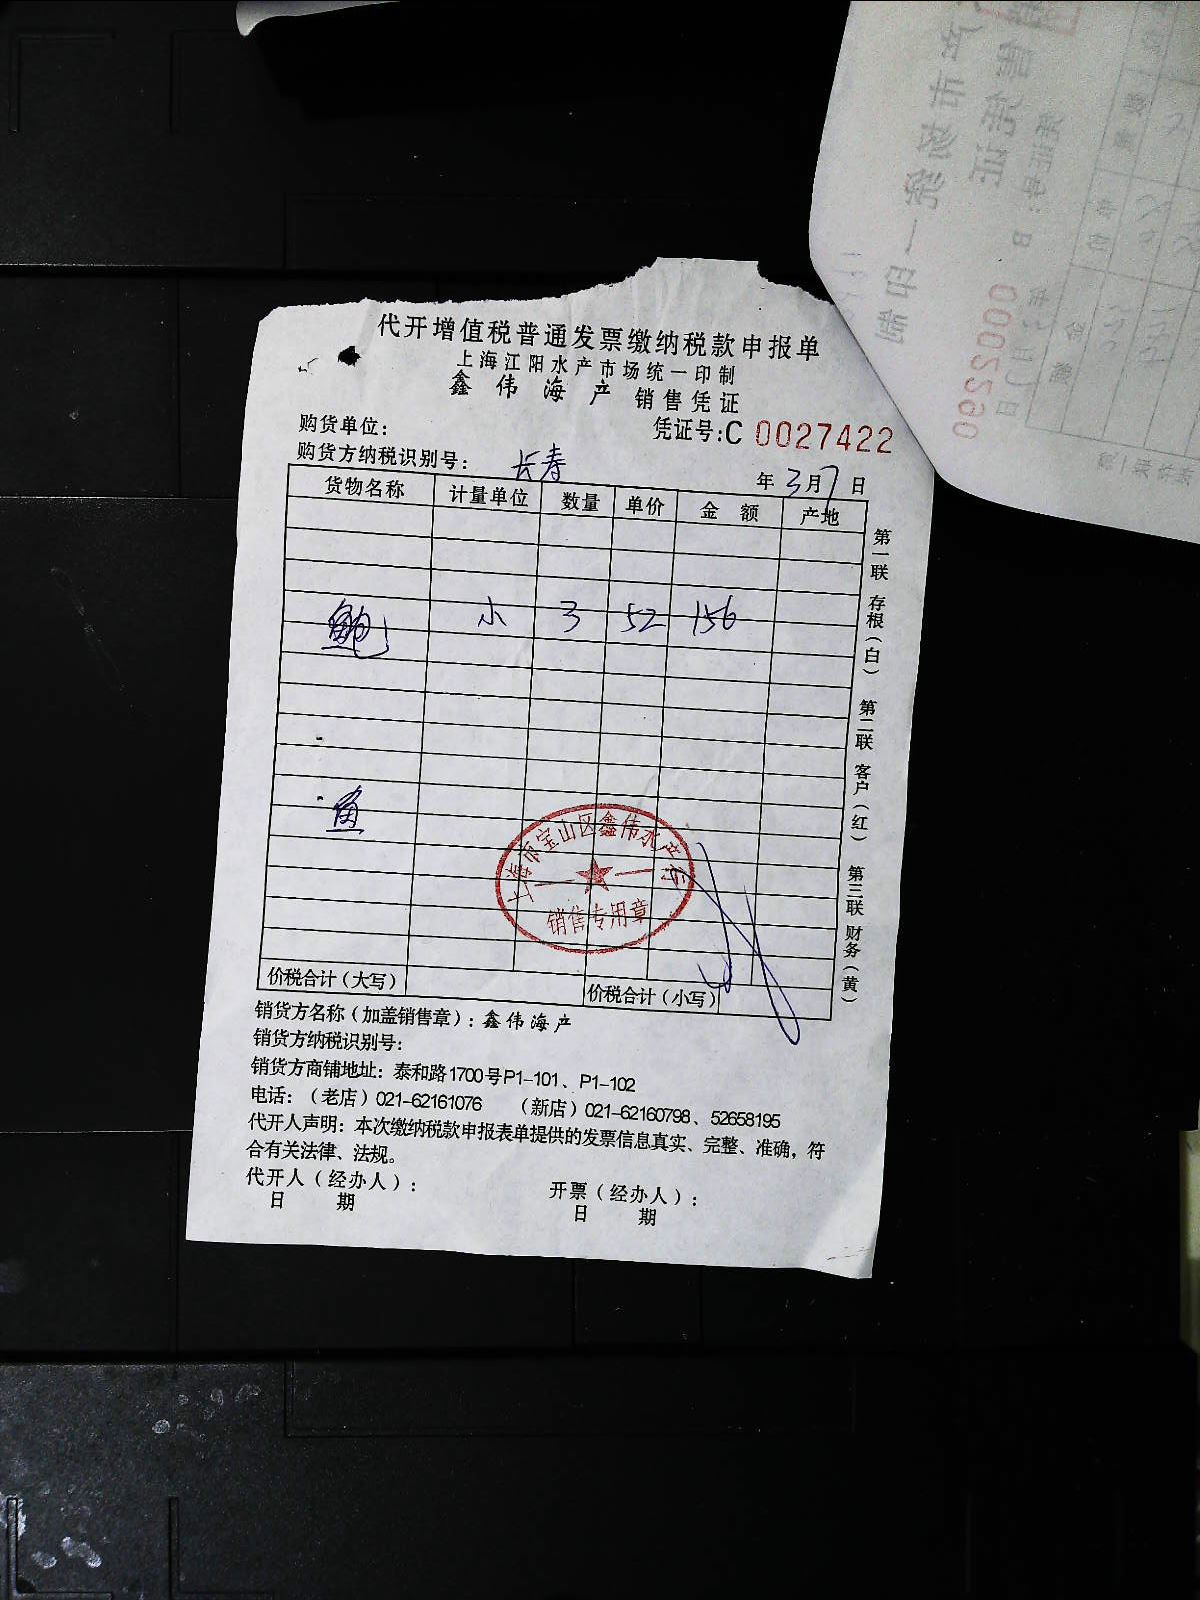 代开增值税普通发票缴纳税款申报单
上海江阳水产市场统一印制
鑫伟海产 销售凭证
购货单位：
凭证号:C 0027422
购货方纳税识别号： 长寿
年 3月7日
货物名称 计量单位 数量 单价 金额 产地
鲍 小 3 52 156
鱼
上海市宝山区鑫伟水产行
销售专用章
价税合计（大写） 价税合计（小写）
第一联 存根（白） 第二联 客户（红） 第三联 财务（黄）
销货方名称（加盖销售章）：鑫伟海产
销货方纳税识别号：
销货方商铺地址：泰和路1700号P1-101、P1-102
电话：（老店）021-62161076 （新店）021-62160798、52658195
代开人声明：本次缴纳税款申报表单提供的发票信息真实、完整、准确，符
合有关法律、法规。
代开人（经办人）： 开票（经办人）：
日 期 日 期
0002290